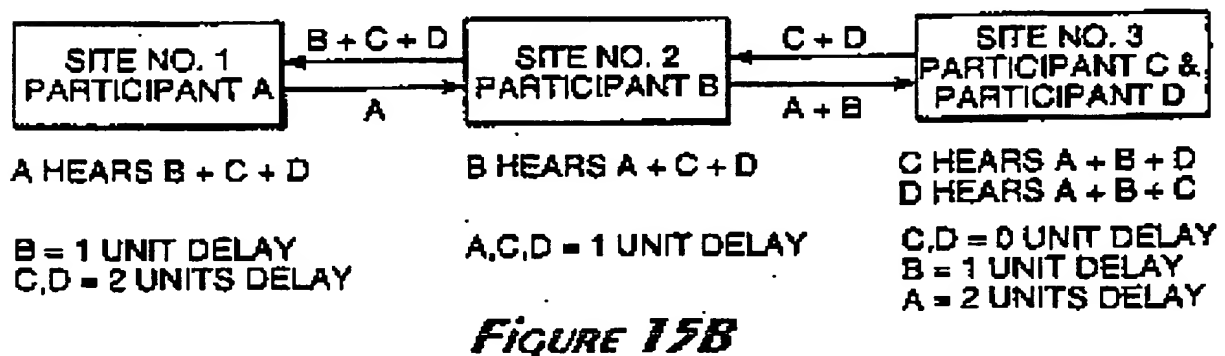 SITE NO. 1
PARTICIPANT A
B + C + D
A
SITE NO. 2
PARTICIPANT B
C + D
A + B
SITE NO. 3
PARTICIPANT C &
PARTICIPANT D
A HEARS B + C + D
B = 1 UNIT DELAY
C,D = 2 UNITS DELAY
B HEARS A + C + D
A,C,D = 1 UNIT DELAY
C HEARS A + B + D
D HEARS A + B + C
C,D = 0 UNIT DELAY
B = 1 UNIT DELAY
A = 2 UNITS DELAY
FIGURE 15B